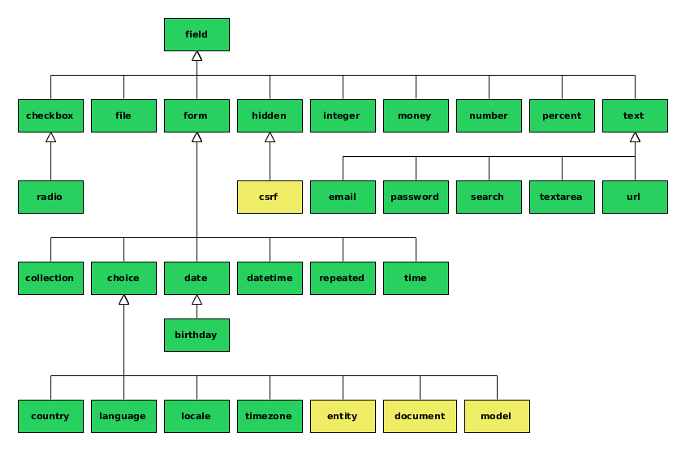 field
checkbox
file
form
hidden
integer
money
number
percent
text
radio
csrf
email
password
search
textarea
url
collection
choice
date
datetime
repeated
time
birthday
country
language
locale
timezone
entity
document
model